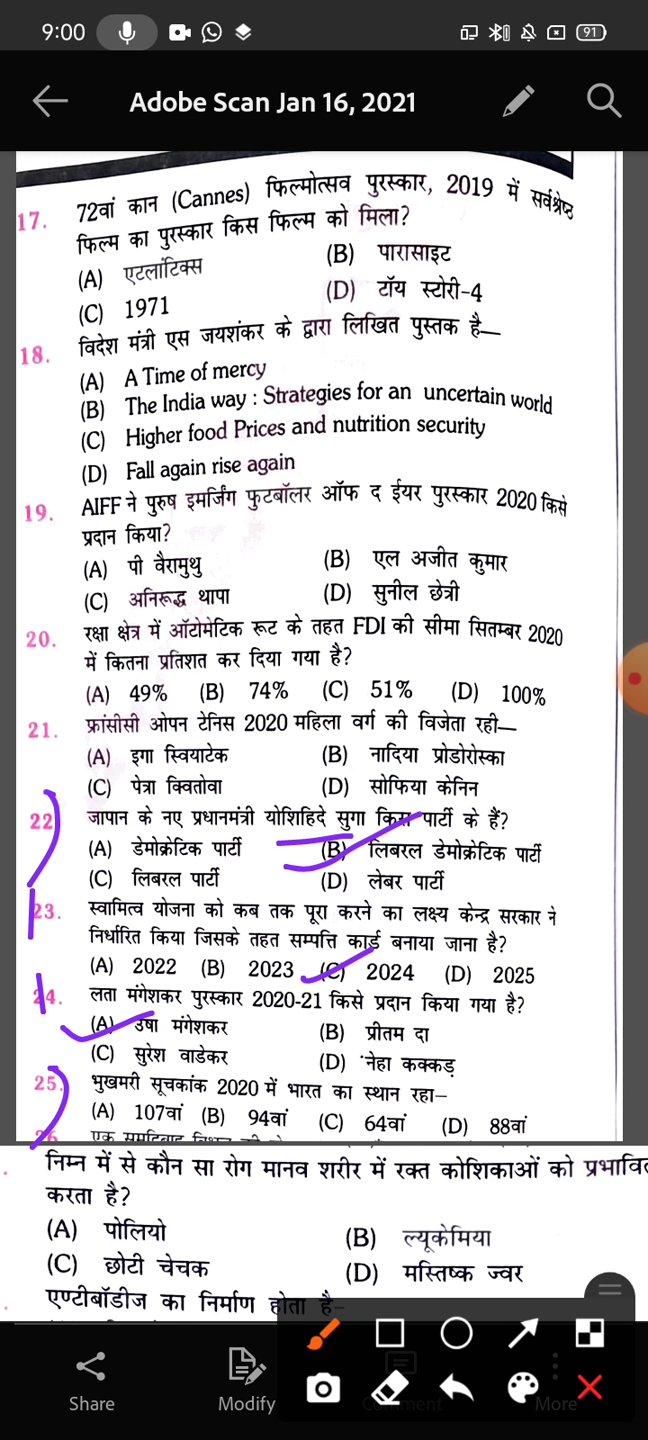 9:00
91
Adobe Scan Jan 16, 2021
17. 72वां कान (Cannes) फिल्मोत्सव पुरस्कार, 2019 में सर्वश्रेष्ठ
फिल्म का पुरस्कार किस फिल्म को मिला?
(A) एटलांटिक्स (B) पारासाइट
(C) 1971 (D) टॉय स्टोरी-4
18. विदेश मंत्री एस जयशंकर के द्वारा लिखित पुस्तक है—
(A) A Time of mercy
(B) The India way : Strategies for an uncertain world
(C) Higher food Prices and nutrition security
(D) Fall again rise again
19. AIFF ने पुरुष इमर्जिंग फुटबॉलर ऑफ द ईयर पुरस्कार 2020 किसे
प्रदान किया?
(A) पी वैरामुथु (B) एल अजीत कुमार
(C) अनिरूद्ध थापा (D) सुनील छेत्री
20. रक्षा क्षेत्र में ऑटोमेटिक रूट के तहत FDI की सीमा सितम्बर 2020
में कितना प्रतिशत कर दिया गया है?
(A) 49% (B) 74% (C) 51% (D) 100%
21. फ्रांसीसी ओपन टेनिस 2020 महिला वर्ग की विजेता रही—
(A) इगा स्वियाटेक (B) नादिया प्रोडोरोस्का
(C) पेत्रा क्वितोवा (D) सोफिया केनिन
22. जापान के नए प्रधानमंत्री योशिहिदे सुगा किस पार्टी के हैं?
(A) डेमोक्रेटिक पार्टी (B) लिबरल डेमोक्रेटिक पार्टी
(C) लिबरल पार्टी (D) लेबर पार्टी
23. स्वामित्व योजना को कब तक पूरा करने का लक्ष्य केन्द्र सरकार ने
निर्धारित किया जिसके तहत सम्पत्ति कार्ड बनाया जाना है?
(A) 2022 (B) 2023 (C) 2024 (D) 2025
24. लता मंगेशकर पुरस्कार 2020-21 किसे प्रदान किया गया है?
(A) उषा मंगेशकर (B) प्रीतम दा
(C) सुरेश वाडेकर (D) नेहा कक्कड़
25. भुखमरी सूचकांक 2020 में भारत का स्थान रहा–
(A) 107वां (B) 94वां (C) 64वां (D) 88वां
निम्न में से कौन सा रोग मानव शरीर में रक्त कोशिकाओं को प्रभावि
करता है?
(A) पोलियो (B) ल्यूकेमिया
(C) छोटी चेचक (D) मस्तिष्क ज्वर
एण्टीबॉडीज का निर्माण होता है–
Share Modify Comment More